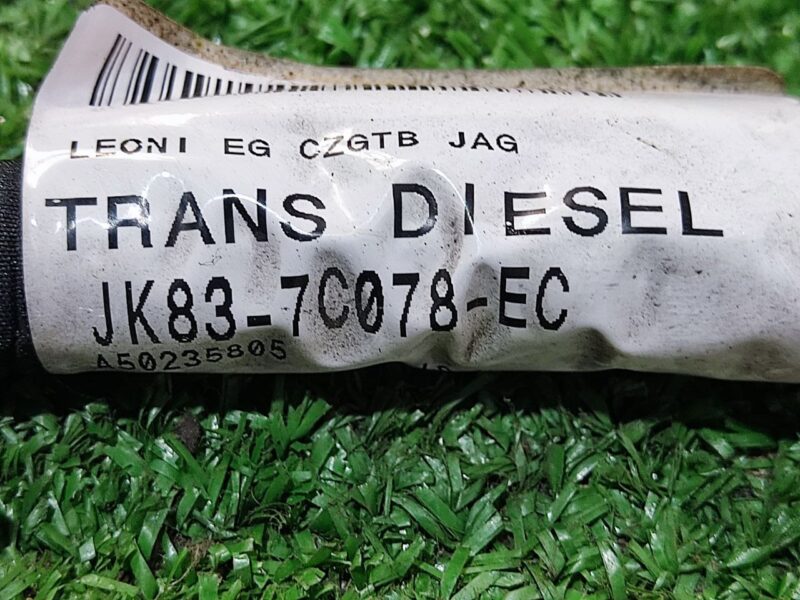 LEONI EG CZGTB JAG
TRANS DIESEL
JK83-7C078-EC
A50235805